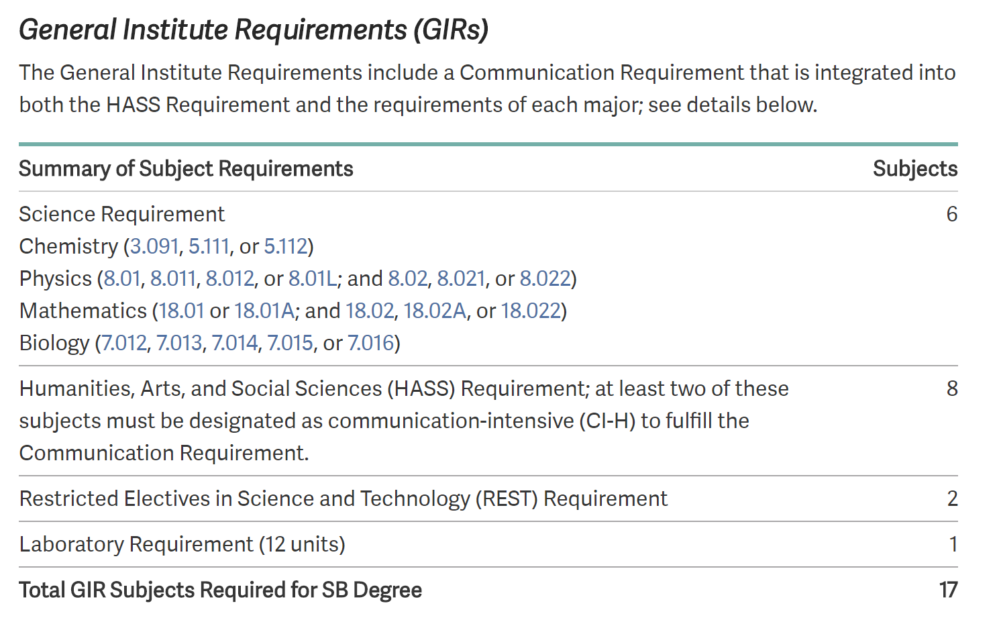 General Institute Requirements (GIRs)
The General Institute Requirements include a Communication Requirement that is integrated into
both the HASS Requirement and the requirements of each major; see details below.
Summary of Subject Requirements Subjects
Science Requirement 6
Chemistry (3.091, 5.111, or 5.112)
Physics (8.01, 8.011, 8.012, or 8.01L; and 8.02, 8.021, or 8.022)
Mathematics (18.01 or 18.01A; and 18.02, 18.02A, or 18.022)
Biology (7.012, 7.013, 7.014, 7.015, or 7.016)
Humanities, Arts, and Social Sciences (HASS) Requirement; at least two of these 8
subjects must be designated as communication-intensive (CI-H) to fulfill the
Communication Requirement.
Restricted Electives in Science and Technology (REST) Requirement 2
Laboratory Requirement (12 units) 1
Total GIR Subjects Required for SB Degree 17